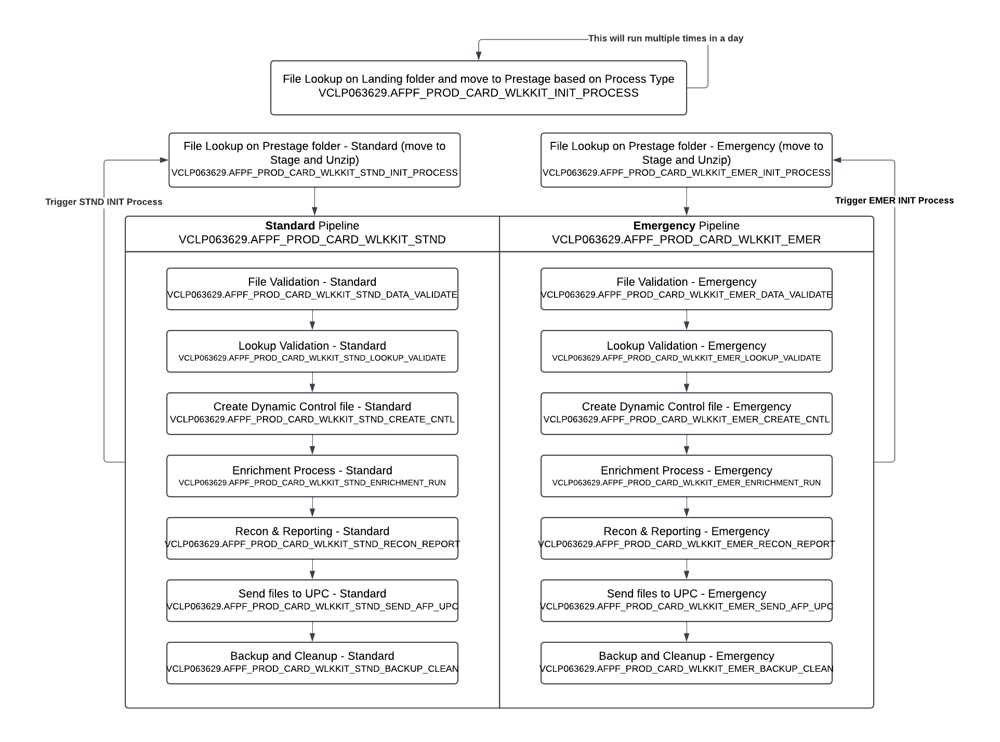 This will run multiple times in a day
File Lookup on Landing folder and move to Prestage based on Process Type
VCLP063629.AFPF_PROD_CARD_WLKKIT_INIT_PROCESS
File Lookup on Prestage folder - Standard (move to
Stage and Unzip)
VCLP063629.AFPF_PROD_CARD_WLKKIT_STND_INIT_PROCESS
File Lookup on Prestage folder - Emergency (move to
Stage and Unzip)
VCLP063629.AFPF_PROD_CARD_WLKKIT_EMER_INIT_PROCESS
Trigger STND INIT Process
Trigger EMER INIT Process
Standard Pipeline
VCLP063629.AFPF_PROD_CARD_WLKKIT_STND
Emergency Pipeline
VCLP063629.AFPF_PROD_CARD_WLKKIT_EMER
File Validation - Standard
VCLP063629.AFPF_PROD_CARD_WLKKIT_STND_DATA_VALIDATE
Lookup Validation - Standard
VCLP063629.AFPF_PROD_CARD_WLKKIT_STND_LOOKUP_VALIDATE
Create Dynamic Control file - Standard
VCLP063629.AFPF_PROD_CARD_WLKKIT_STND_CREATE_CNTL
Enrichment Process - Standard
VCLP063629.AFPF_PROD_CARD_WLKKIT_STND_ENRICHMENT_RUN
Recon & Reporting - Standard
VCLP063629.AFPF_PROD_CARD_WLKKIT_STND_RECON_REPORT
Send files to UPC - Standard
VCLP063629.AFPF_PROD_CARD_WLKKIT_STND_SEND_AFP_UPC
Backup and Cleanup - Standard
VCLP063629.AFPF_PROD_CARD_WLKKIT_STND_BACKUP_CLEAN
File Validation - Emergency
VCLP063629.AFPF_PROD_CARD_WLKKIT_EMER_DATA_VALIDATE
Lookup Validation - Emergency
VCLP063629.AFPF_PROD_CARD_WLKKIT_EMER_LOOKUP_VALIDATE
Create Dynamic Control file - Emergency
VCLP063629.AFPF_PROD_CARD_WLKKIT_EMER_CREATE_CNTL
Enrichment Process - Emergency
VCLP063629.AFPF_PROD_CARD_WLKKIT_EMER_ENRICHMENT_RUN
Recon & Reporting - Emergency
VCLP063629.AFPF_PROD_CARD_WLKKIT_EMER_RECON_REPORT
Send files to UPC - Emergency
VCLP063629.AFPF_PROD_CARD_WLKKIT_EMER_SEND_AFP_UPC
Backup and Cleanup - Emergency
VCLP063629.AFPF_PROD_CARD_WLKKIT_EMER_BACKUP_CLEAN